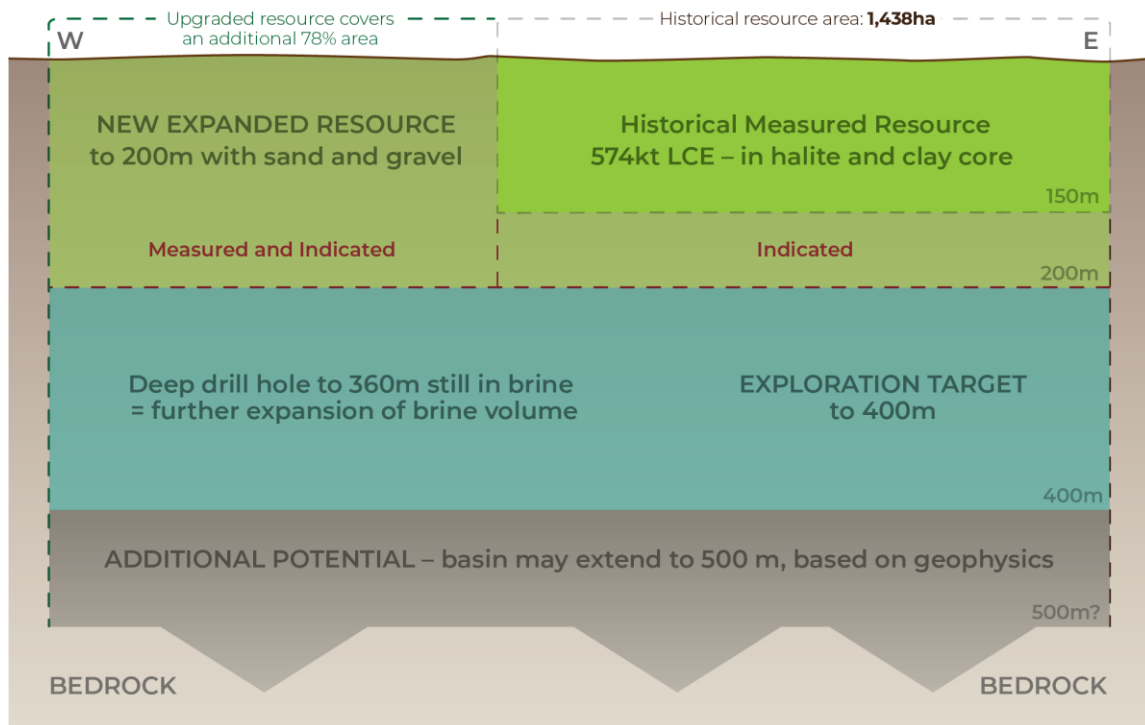 Upgraded resource covers
an additional 78% area
Historical resource area: 1,438ha
W
E
NEW EXPANDED RESOURCE
to 200m with sand and gravel
Historical Measured Resource
574kt LCE – in halite and clay core
150m
Measured and Indicated
Indicated
200m
Deep drill hole to 360m still in brine
= further expansion of brine volume
EXPLORATION TARGET
to 400m
400m
ADDITIONAL POTENTIAL – basin may extend to 500 m, based on geophysics
500m?
BEDROCK
BEDROCK